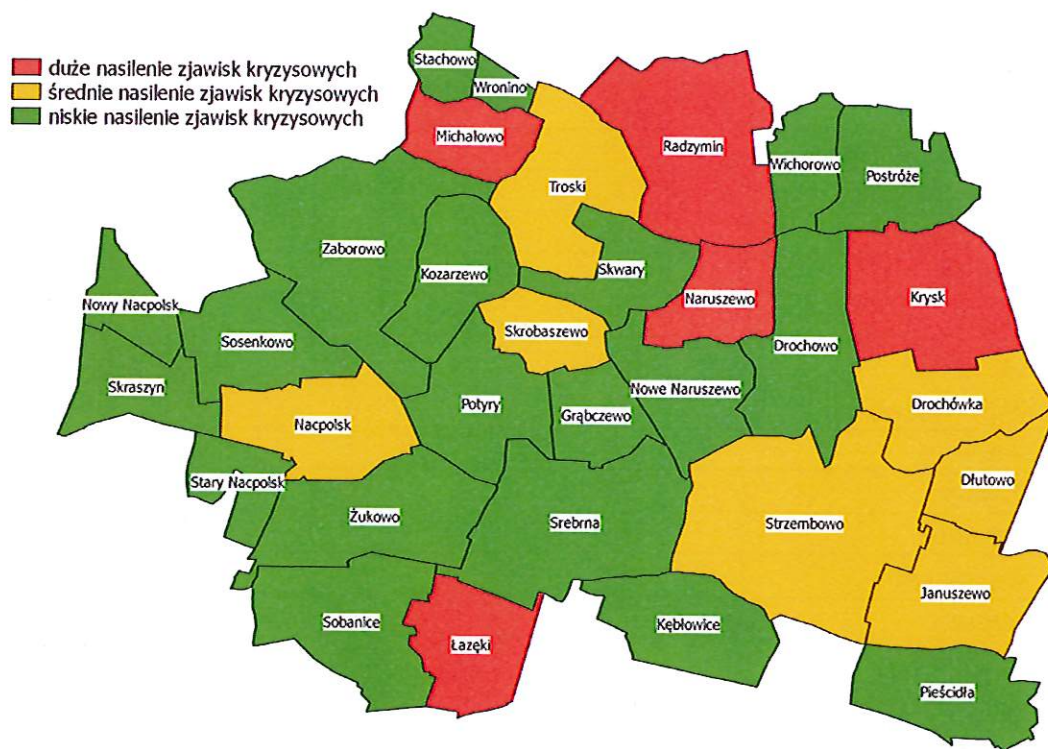 duże nasilenie zjawisk kryzysowych
średnie nasilenie zjawisk kryzysowych
niskie nasilenie zjawisk kryzysowych
Stachowo
Wronino
Michałowo
Radzymin
Wichorowo
Postróże
Troski
Zaborowo
Kozarzewo
Skwary
Naruszewo
Krysk
Nowy Nacpolsk
Sosenkowo
Skrobaszewo
Drochowo
Skraszyn
Nacpolsk
Potyry
Grąbczewo
Nowe Naruszewo
Drochówka
Stary Nacpolsk
Dłutowo
Żukowo
Srebrna
Strzembowo
Januszewo
Sobanice
Łazęki
Kębłowice
Pieścidła